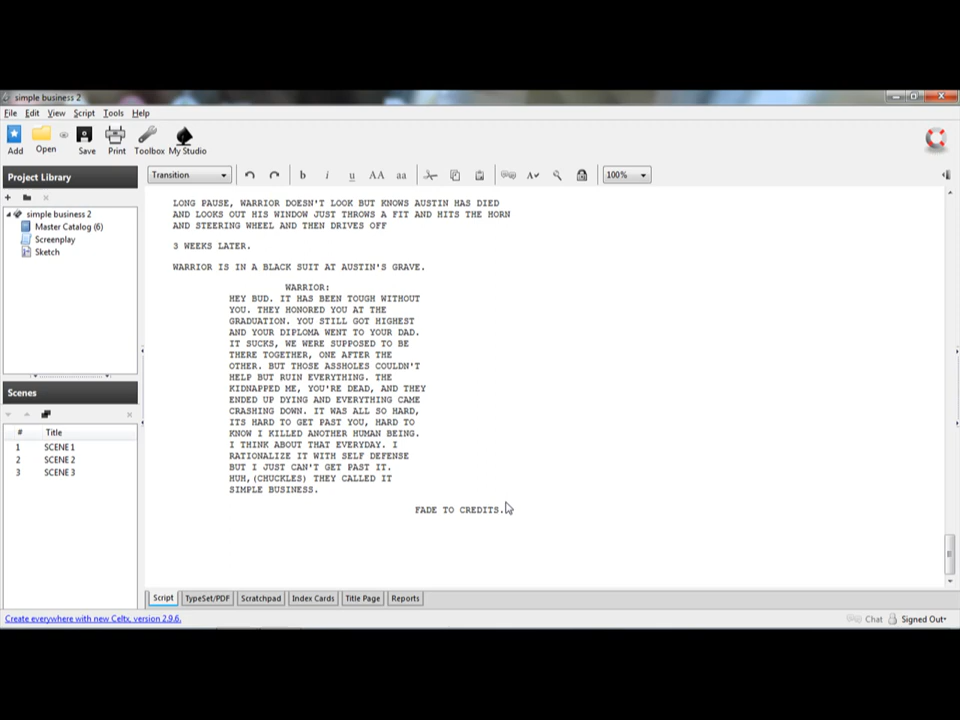 simple business 2
File Edit View Script Tools Help
Add Open Save Print Toolbox My Studio
Project Library
Transition
b i u AA aa
100%
simple business 2
Master Catalog (6)
Screenplay
Sketch
LONG PAUSE, WARRIOR DOESN'T LOOK BUT KNOWS AUSTIN HAS DIED
AND LOOKS OUT HIS WINDOW JUST THROWS A FIT AND HITS THE HORN
AND STEERING WHEEL AND THEN DRIVES OFF
3 WEEKS LATER.
WARRIOR IS IN A BLACK SUIT AT AUSTIN'S GRAVE.
WARRIOR:
HEY BUD. IT HAS BEEN TOUGH WITHOUT
YOU. THEY HONORED YOU AT THE
GRADUATION. YOU STILL GOT HIGHEST
AND YOUR DIPLOMA WENT TO YOUR DAD.
IT SUCKS, WE WERE SUPPOSED TO BE
THERE TOGETHER, ONE AFTER THE
OTHER. BUT THOSE ASSHOLES COULDN'T
HELP BUT RUIN EVERYTHING. THE
KIDNAPPED ME, YOU'RE DEAD, AND THEY
ENDED UP DYING AND EVERYTHING CAME
CRASHING DOWN. IT WAS ALL SO HARD,
ITS HARD TO GET PAST YOU, HARD TO
KNOW I KILLED ANOTHER HUMAN BEING.
I THINK ABOUT THAT EVERYDAY. I
RATIONALIZE IT WITH SELF DEFENSE
BUT I JUST CAN'T GET PAST IT.
HUH,(CHUCKLES) THEY CALLED IT
SIMPLE BUSINESS.
FADE TO CREDITS.
Scenes
# Title
1 SCENE 1
2 SCENE 2
3 SCENE 3
Script TypeSet/PDF Scratchpad Index Cards Title Page Reports
Create everywhere with new Celtx, version 2.9.6.
Chat Signed Out